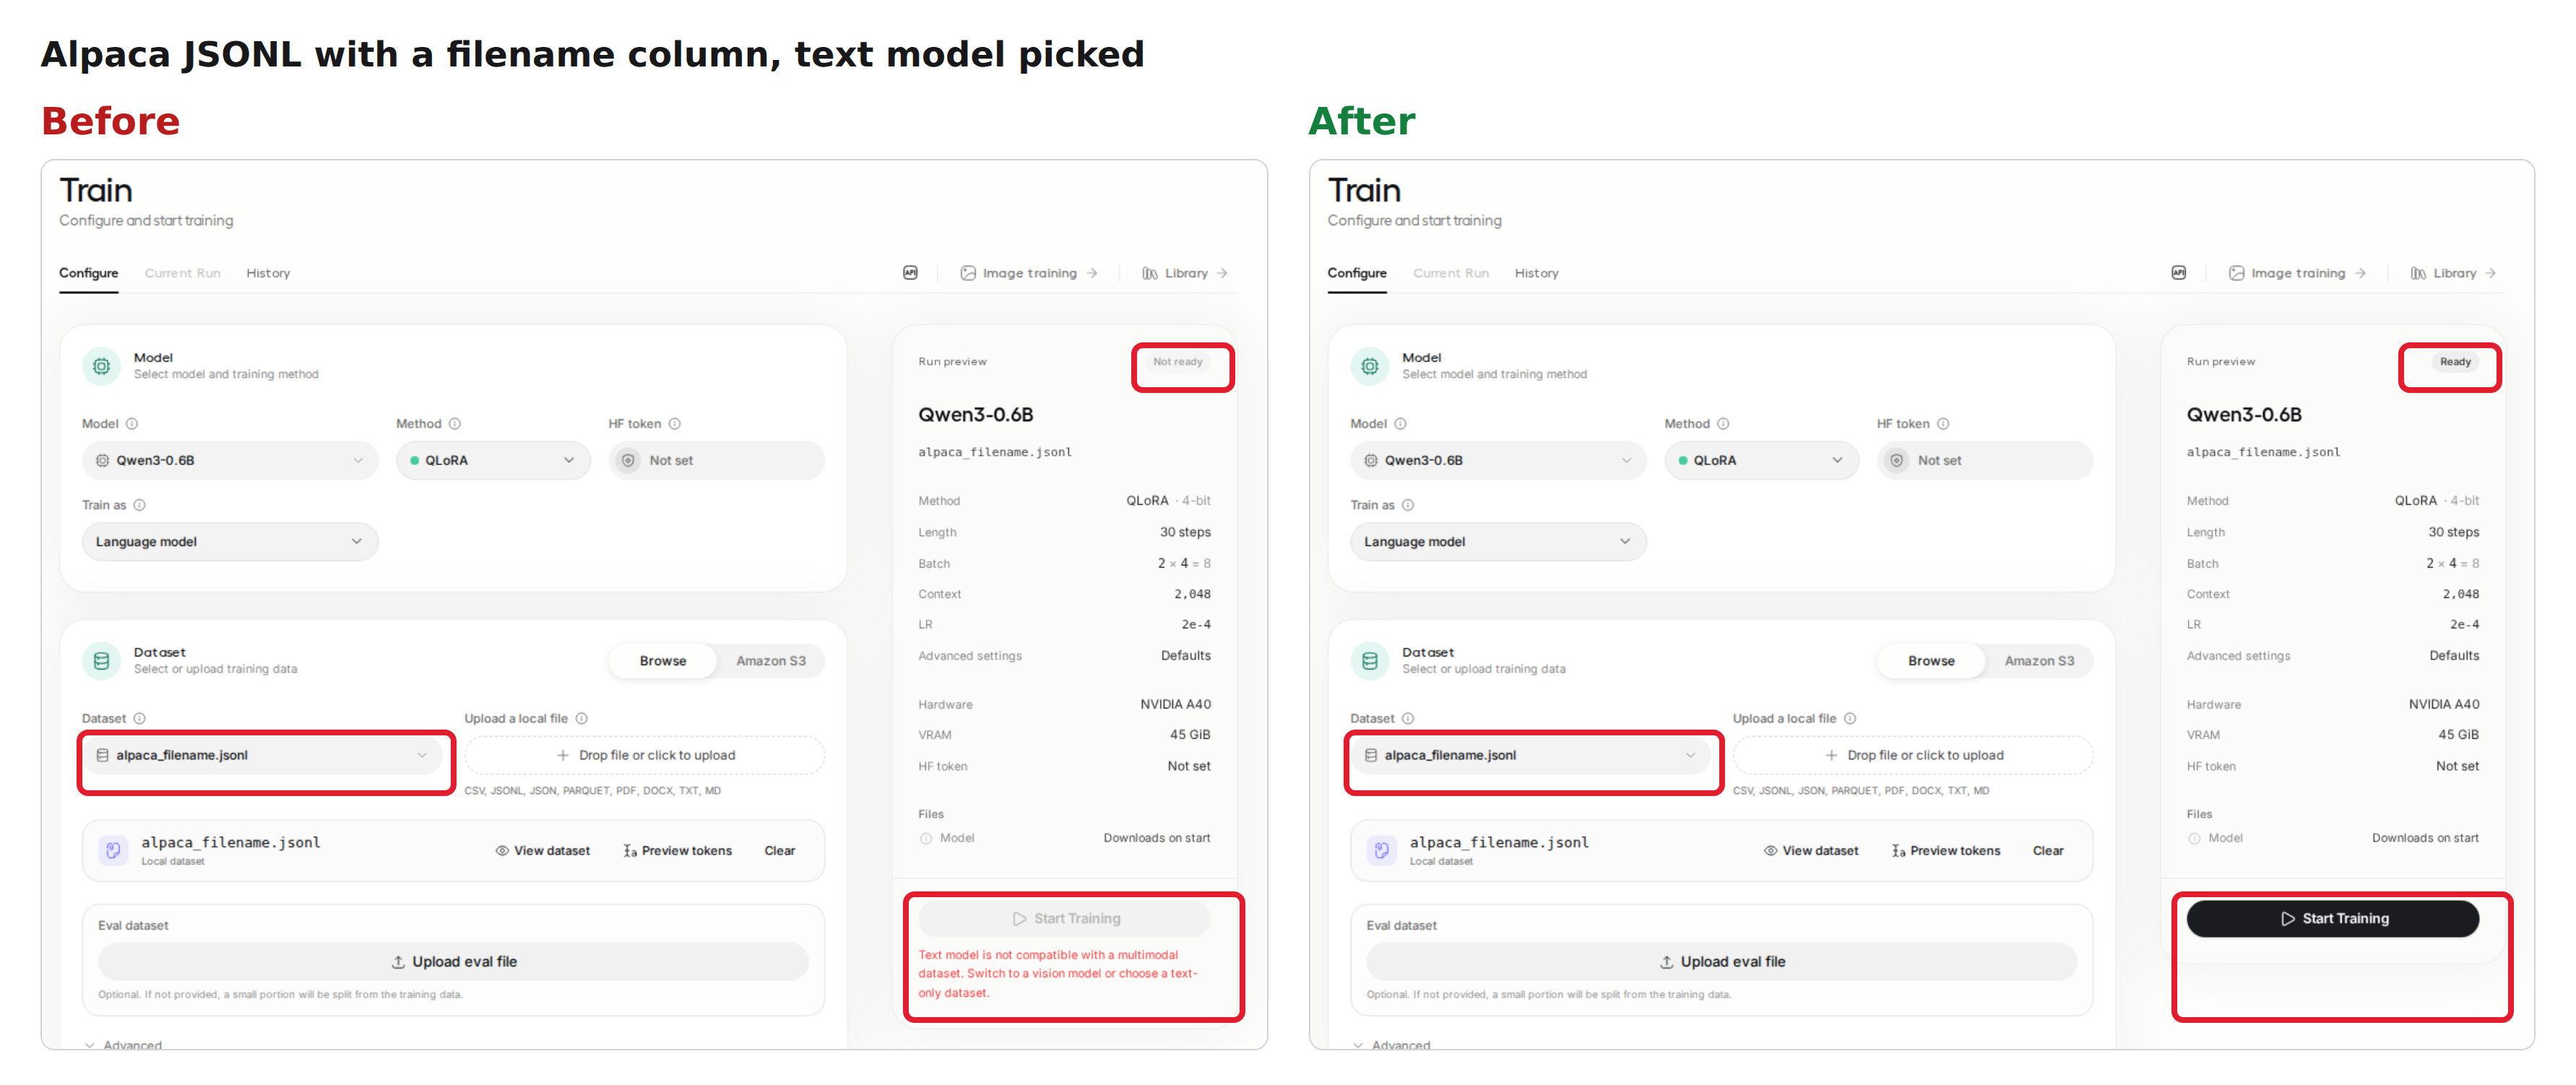 Alpaca JSONL with a filename column, text model picked
Before
Train
Configure and start training
Configure
Current Run
History
API
Image training
Library
Model
Select model and training method
Model
Method
HF token
Qwen3-0.6B
QLoRA
Not set
Train as
Language model
Dataset
Select or upload training data
Browse
Amazon S3
Dataset
Upload a local file
alpaca_filename.jsonl
Drop file or click to upload
CSV, JSONL, JSON, PARQUET, PDF, DOCX, TXT, MD
alpaca_filename.jsonl
Local dataset
View dataset
Preview tokens
Clear
Eval dataset
Upload eval file
Optional. If not provided, a small portion will be split from the training data.
Advanced
Run preview
Not ready
Qwen3-0.6B
alpaca_filename.jsonl
Method QLoRA · 4-bit
Length 30 steps
Batch 2 × 4 = 8
Context 2,048
LR 2e-4
Advanced settings Defaults
Hardware NVIDIA A40
VRAM 45 GiB
HF token Not set
Files
Model Downloads on start
Start Training
Text model is not compatible with a multimodal
dataset. Switch to a vision model or choose a text-
only dataset.
After
Train
Configure and start training
Configure
Current Run
History
API
Image training
Library
Model
Select model and training method
Model
Method
HF token
Qwen3-0.6B
QLoRA
Not set
Train as
Language model
Dataset
Select or upload training data
Browse
Amazon S3
Dataset
Upload a local file
alpaca_filename.jsonl
Drop file or click to upload
CSV, JSONL, JSON, PARQUET, PDF, DOCX, TXT, MD
alpaca_filename.jsonl
Local dataset
View dataset
Preview tokens
Clear
Eval dataset
Upload eval file
Optional. If not provided, a small portion will be split from the training data.
Advanced
Run preview
Ready
Qwen3-0.6B
alpaca_filename.jsonl
Method QLoRA · 4-bit
Length 30 steps
Batch 2 × 4 = 8
Context 2,048
LR 2e-4
Advanced settings Defaults
Hardware NVIDIA A40
VRAM 45 GiB
HF token Not set
Files
Model Downloads on start
Start Training